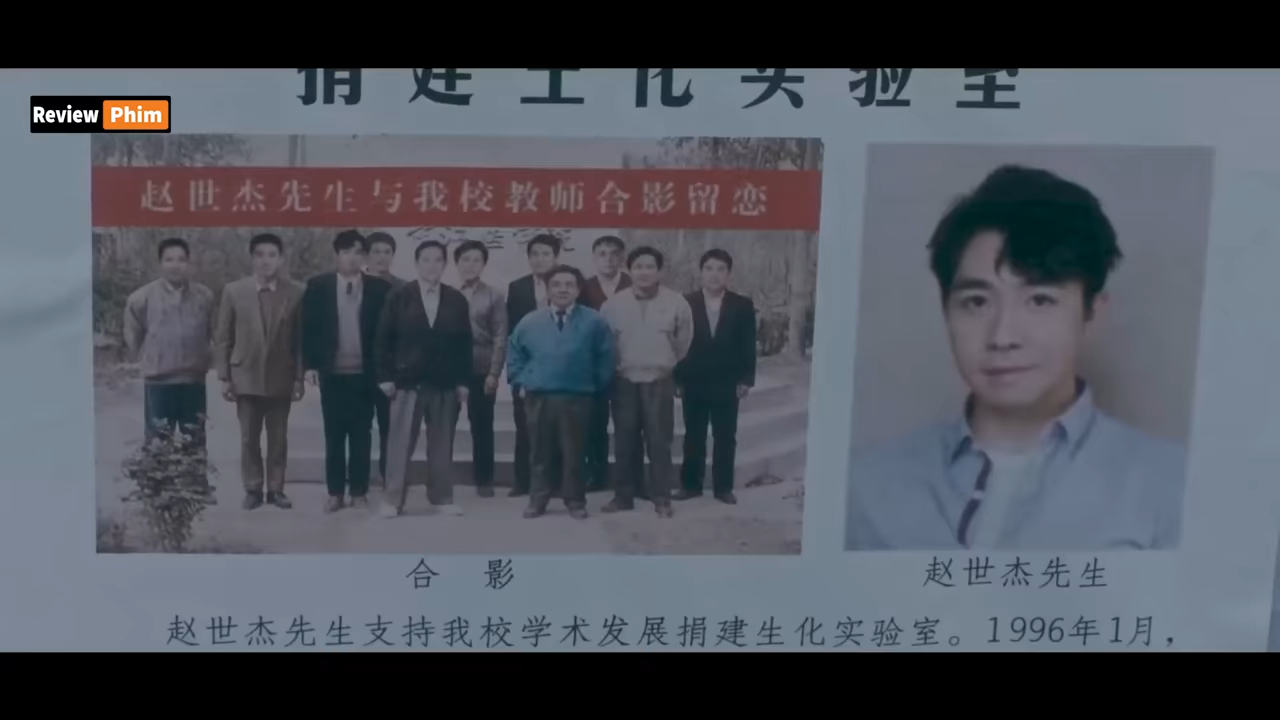 捐建生化实验室
Review Phim
赵世杰先生与我校教师合影留恋
合 影
赵世杰先生
赵世杰先生支持我校学术发展捐建生化实验室。1996年1月，